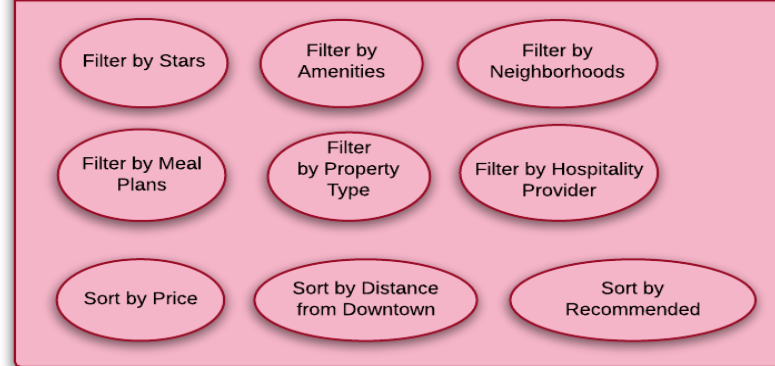 Filter by Stars
Filter by
Amenities
Filter by
Neighborhoods
Filter by Meal
Plans
Filter
by Property
Type
Filter by Hospitality
Provider
Sort by Price
Sort by Distance
from Downtown
Sort by
Recommended